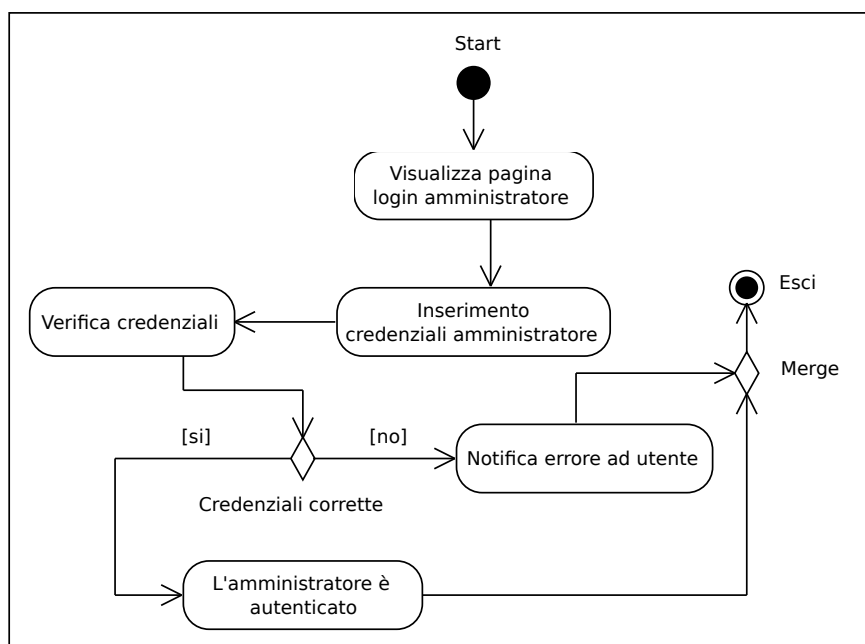 Start
Visualizza pagina
login amministratore
Esci
Inserimento
credenziali amministratore
Verifica credenziali
Merge
[si]
[no]
Notifica errore ad utente
Credenziali corrette
L'amministratore è
autenticato